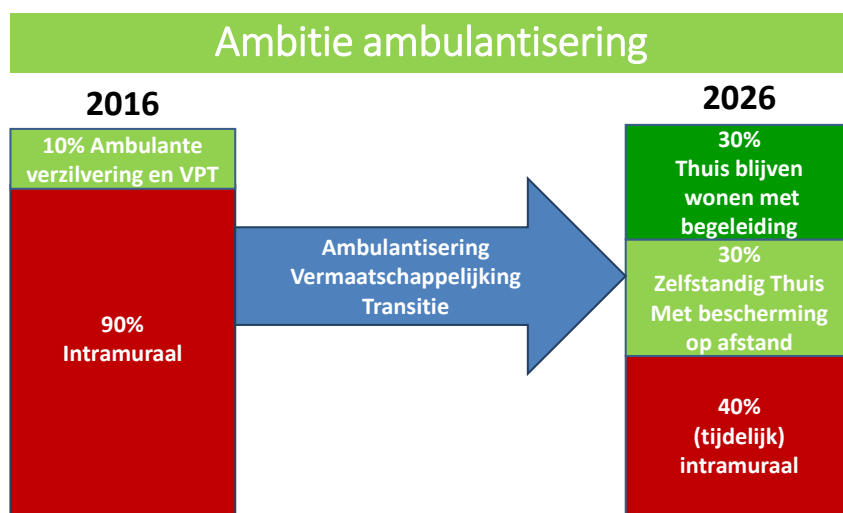 Ambitie ambulantisering
2016
10% Ambulante
verzilvering en VPT
90%
Intramuraal
Ambulantisering
Vermaatschappelijking
Transitie
2026
30%
Thuis blijven
wonen met
begeleiding
30%
Zelfstandig Thuis
Met bescherming
op afstand
40%
(tijdelijk)
intramuraal